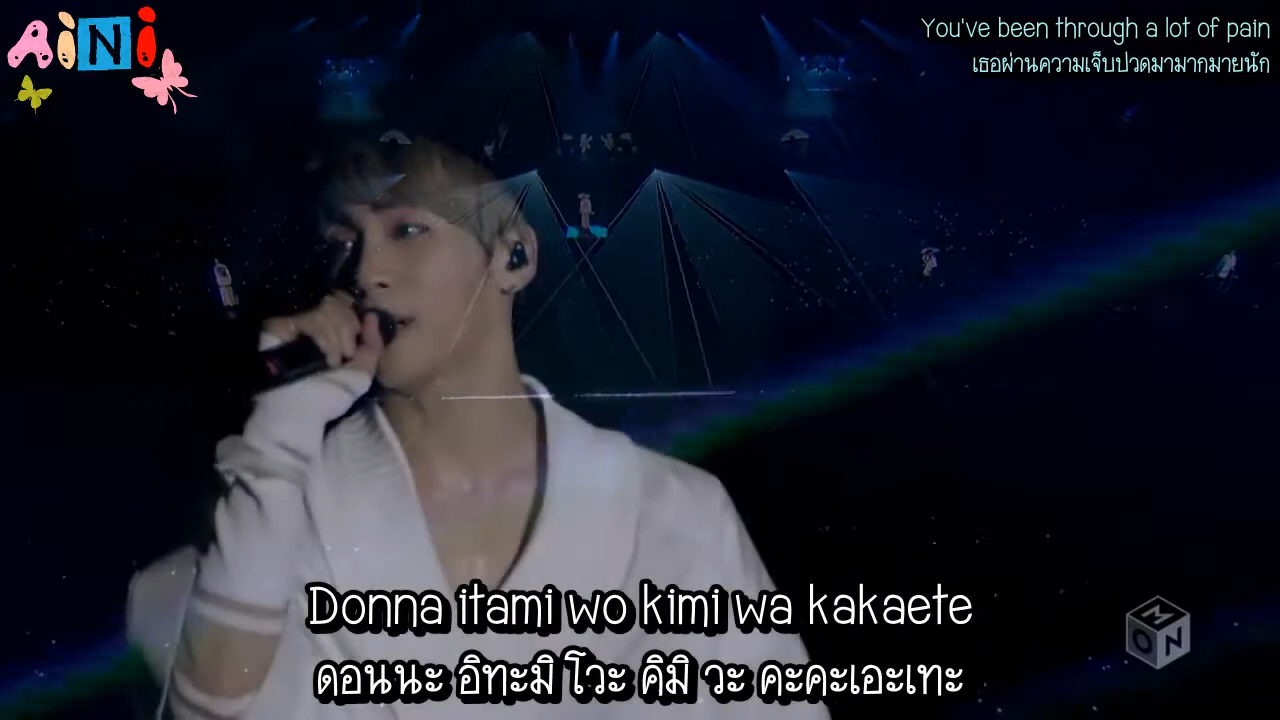 AiNi
You've been through a lot of pain
เธอผ่านความเจ็บปวดมามากมายนัก
Donna itami wo kimi wa kakaete
ดอนนะ อิทะมิ โวะ คิมิ วะ คะคะเอะเทะ
M ON